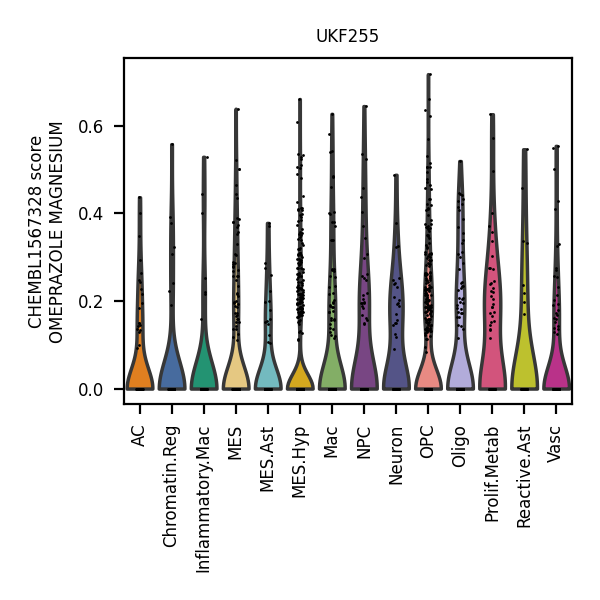 UKF255
CHEMBL1567328 score
OMEPRAZOLE MAGNESIUM
0.6
0.4
0.2
0.0
AC
Chromatin.Reg
Inflammatory.Mac
MES
MES.Ast
MES.Hyp
Mac
NPC
Neuron
OPC
Oligo
Prolif.Metab
Reactive.Ast
Vasc